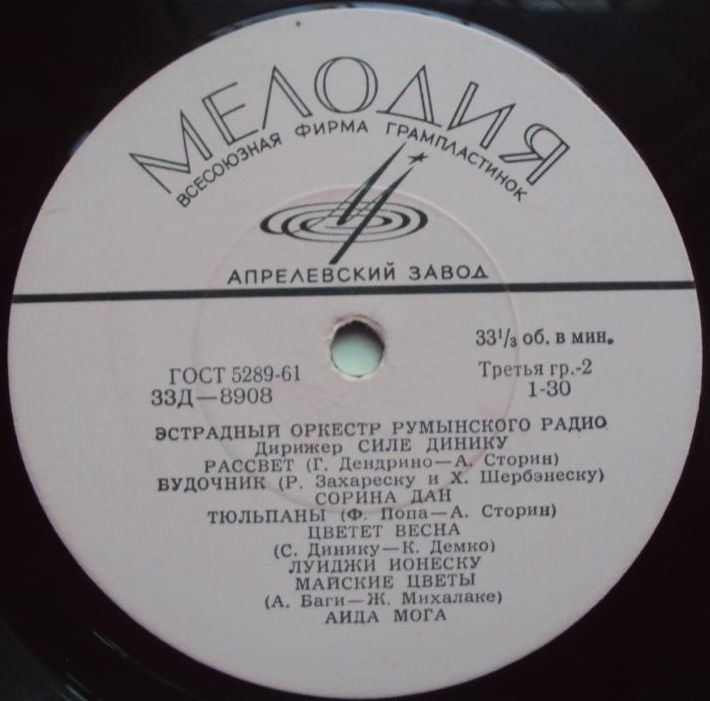 МЕЛОДИЯ
ВСЕСОЮЗНАЯ ФИРМА ГРАМПЛАСТИНОК
АПРЕЛЕВСКИЙ ЗАВОД
33 1/3 об. в мин.
ГОСТ 5289-61 Третья гр.-2
33Д—8908 1-30
ЭСТРАДНЫЙ ОРКЕСТР РУМЫНСКОГО РАДИО
Дирижер СИЛЕ ДИНИКУ
РАССВЕТ (Г. Дендрино—А. Сторин)
БУДОЧНИК (Р. Захареску и Х. Шербэнеску)
СОРИНА ДАН
ТЮЛЬПАНЫ (Ф. Попа—А. Сторин)
ЦВЕТЕТ ВЕСНА
(С. Динику—К. Демко)
ЛУИДЖИ ИОНЕСКУ
МАЙСКИЕ ЦВЕТЫ
(А. Баги—Ж. Михалаке)
АИДА МОГА